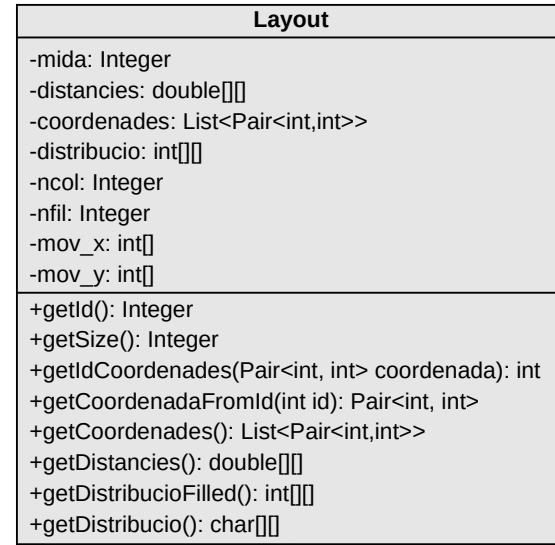 Layout
-mida: Integer
-distancies: double[][]
-coordenades: List<Pair<int,int>>
-distribucio: int[][]
-ncol: Integer
-nfil: Integer
-mov_x: int[]
-mov_y: int[]
+getId(): Integer
+getSize(): Integer
+getIdCoordenades(Pair<int, int> coordenada): int
+getCoordenadaFromId(int id): Pair<int, int>
+getCoordenades(): List<Pair<int,int>>
+getDistancies(): double[][]
+getDistribucioFilled(): int[][]
+getDistribucio(): char[][]